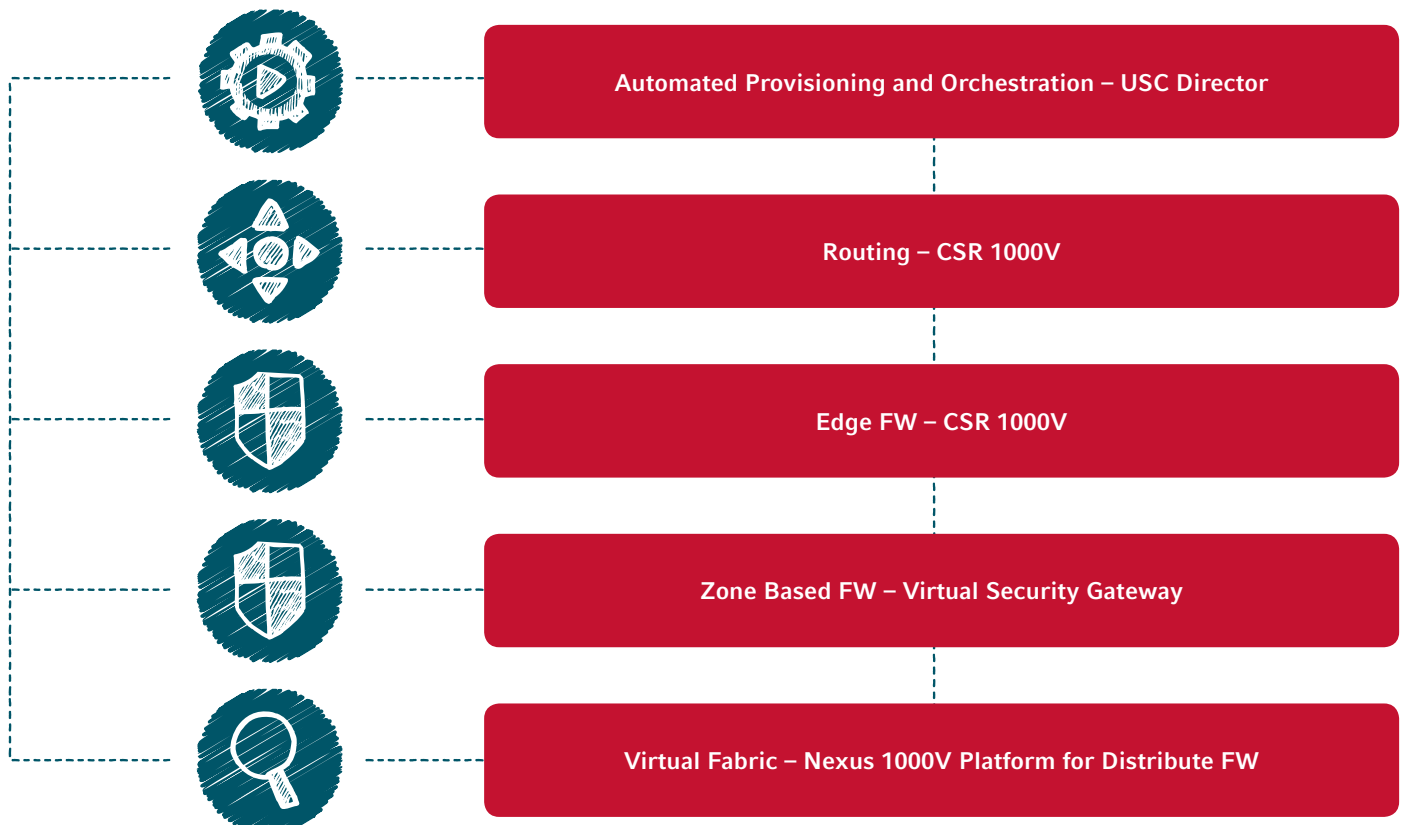 Automated Provisioning and Orchestration – USC Director
Routing – CSR 1000V
Edge FW – CSR 1000V
Zone Based FW – Virtual Security Gateway
Virtual Fabric – Nexus 1000V Platform for Distribute FW